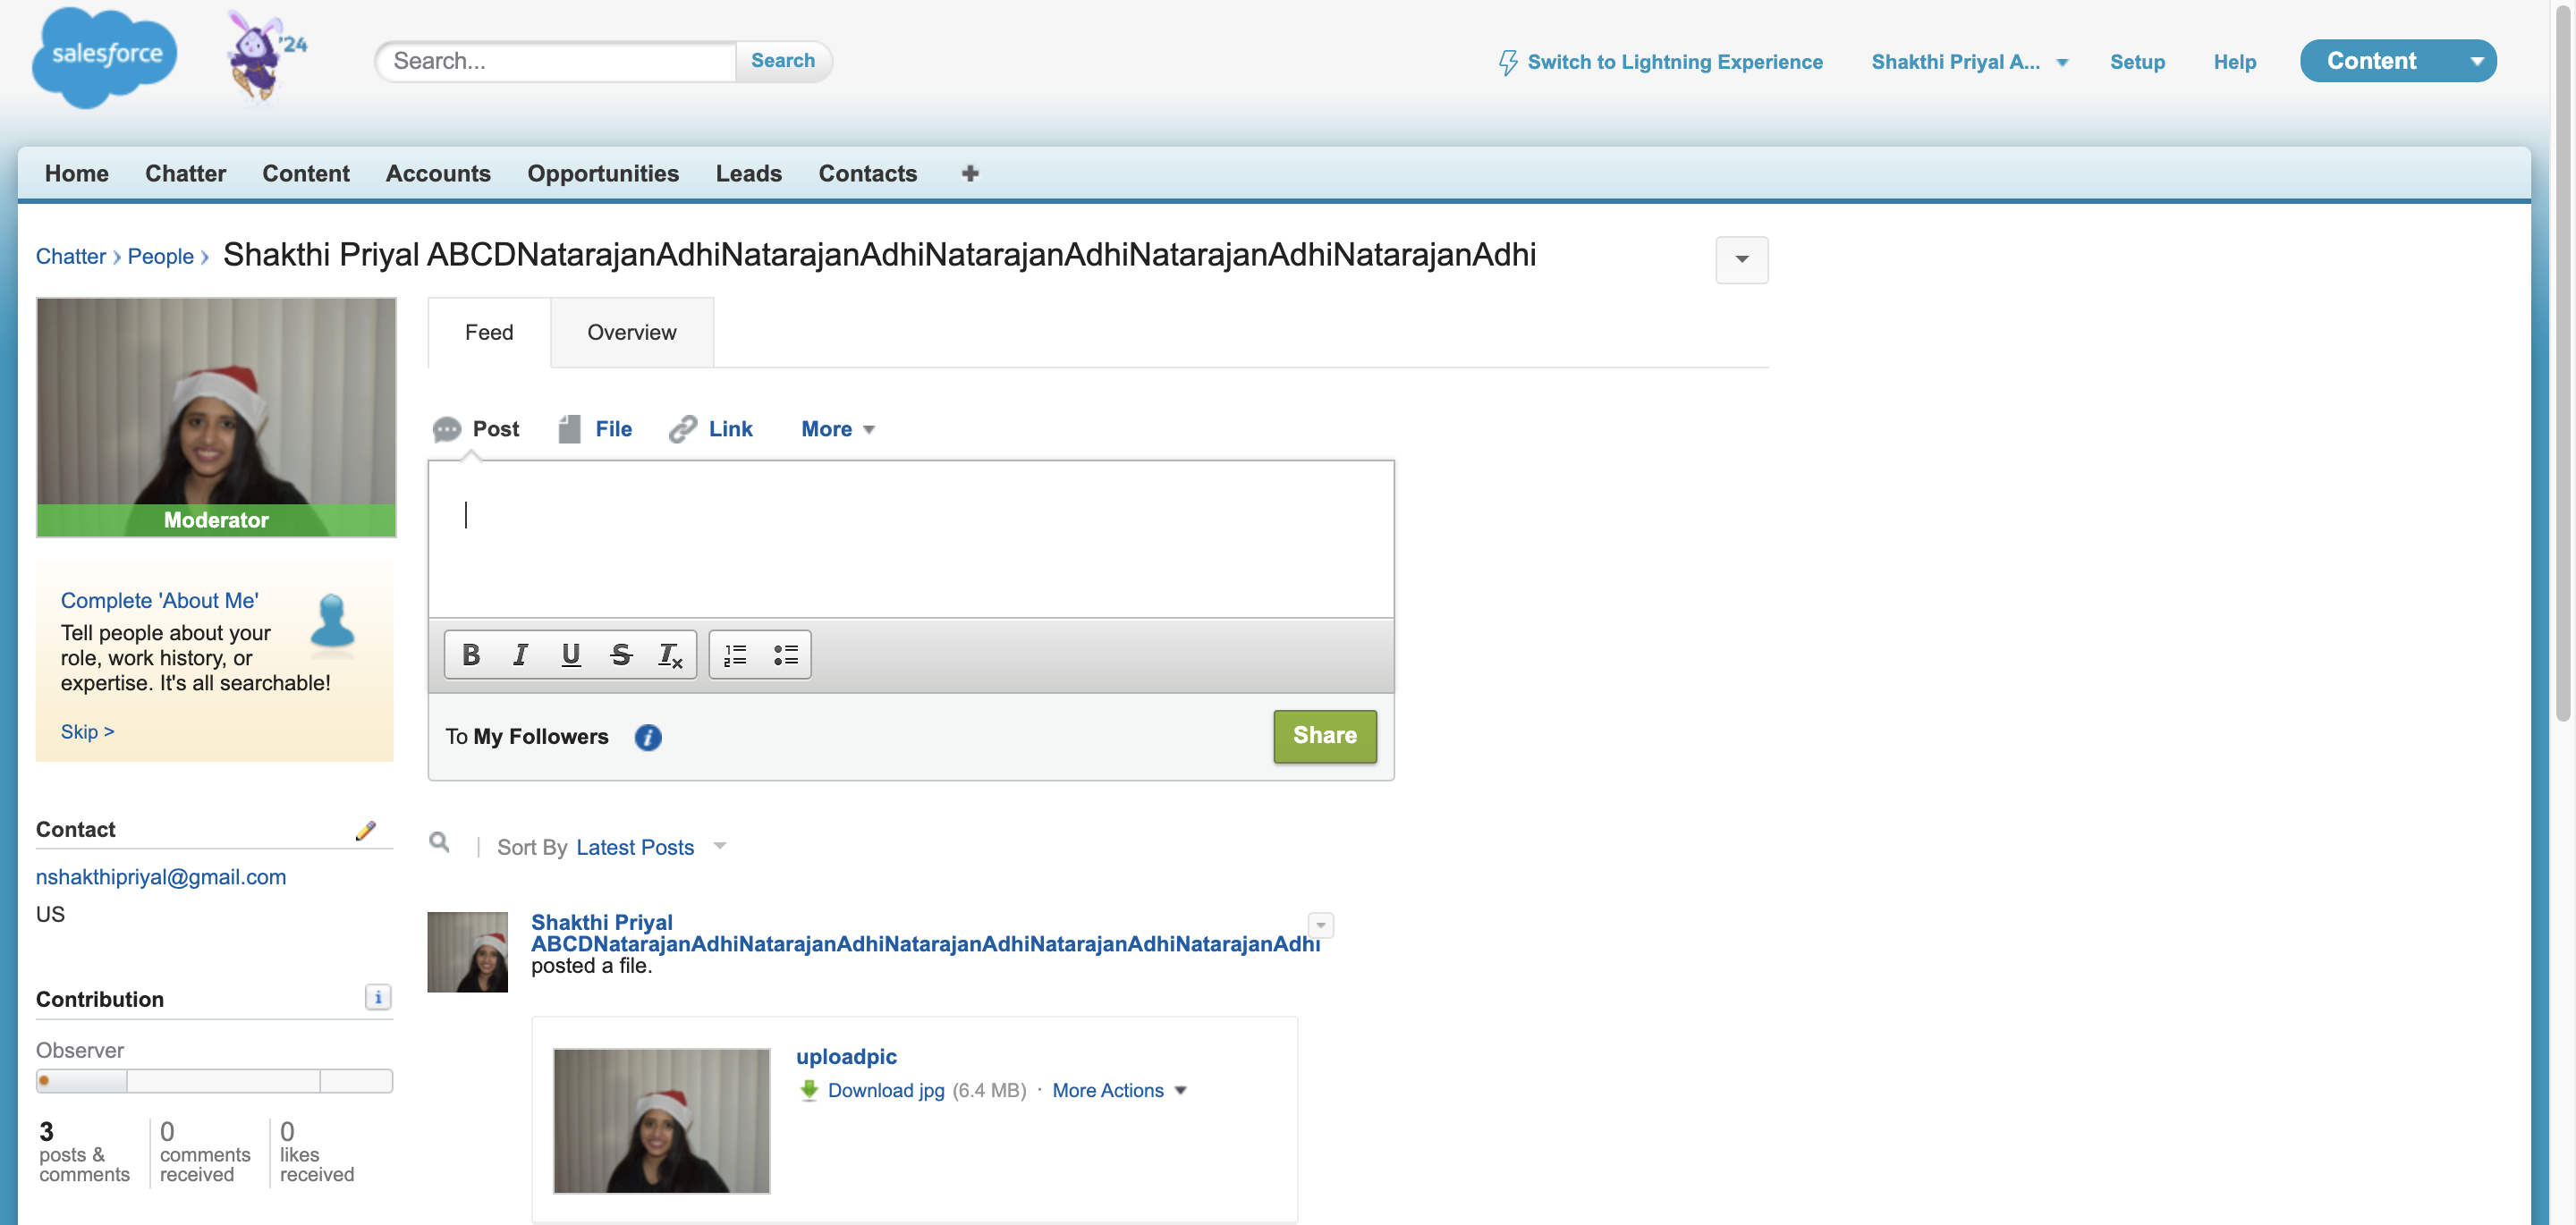 salesforce
'24
Search...
Search
Switch to Lightning Experience
Shakthi Priyal A...
Setup
Help
Content
Home
Chatter
Content
Accounts
Opportunities
Leads
Contacts
Chatter › People › Shakthi Priyal ABCDNatarajanAdhiNatarajanAdhiNatarajanAdhiNatarajanAdhiNatarajanAdhi
Moderator
Complete 'About Me'
Tell people about your
role, work history, or
expertise. It's all searchable!
Skip >
Contact
nshakthipriyal@gmail.com
US
Contribution
Observer
3
posts &
comments
0
comments
received
0
likes
received
Feed
Overview
Post
File
Link
More
To My Followers
Share
Sort By Latest Posts
Shakthi Priyal
ABCDNatarajanAdhiNatarajanAdhiNatarajanAdhiNatarajanAdhiNatarajanAdhi
posted a file.
uploadpic
Download jpg (6.4 MB) · More Actions